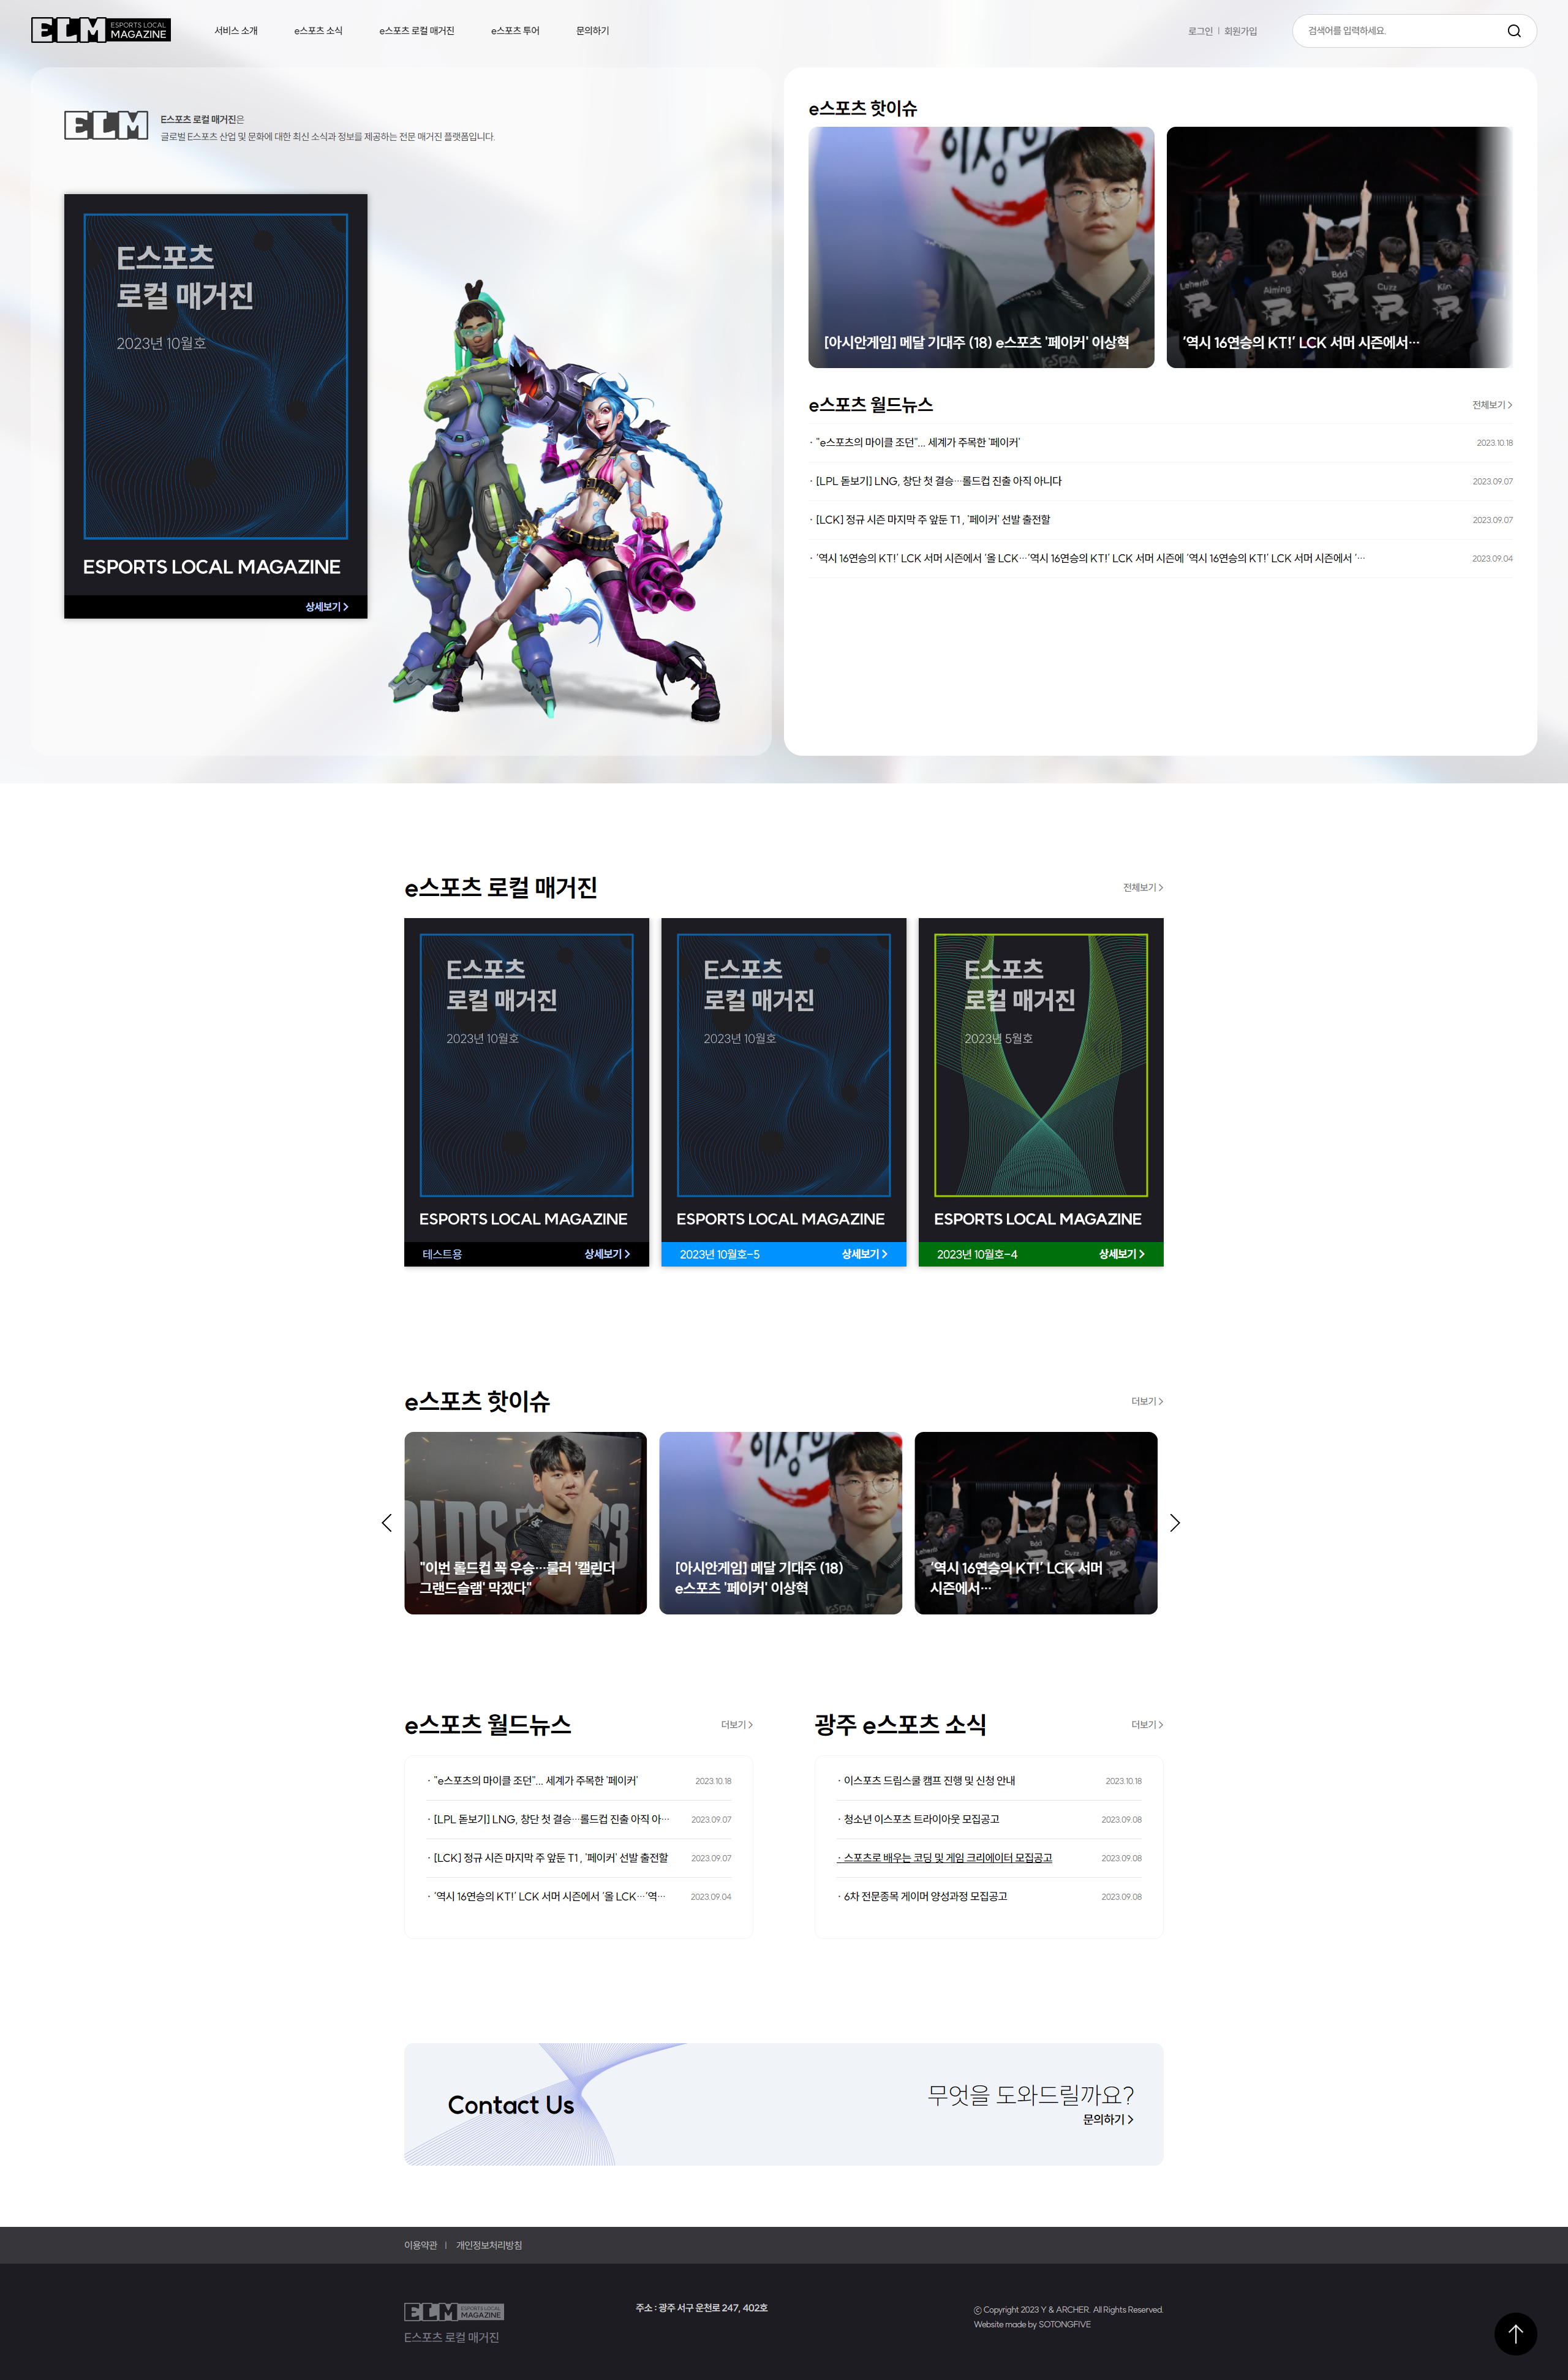 ELM ESPORTS LOCAL MAGAZINE
서비스 소개
e스포츠 소식
e스포츠 로컬 매거진
e스포츠 투어
문의하기
로그인 | 회원가입
검색어를 입력하세요.
ELM
E스포츠 로컬 매거진은
글로벌 E스포츠 산업 및 문화에 대한 최신 소식과 정보를 제공하는 전문 매거진 플랫폼입니다.
E스포츠
로컬 매거진
2023년 10월호
ESPORTS LOCAL MAGAZINE
상세보기 >
e스포츠 핫이슈
이상의
[아시안게임] 메달 기대주 (18) e스포츠 '페이커' 이상혁
Lehends Aiming Bdd Cuzz Kiin
'역시 16연승의 KT!' LCK 서머 시즌에서…
e스포츠 월드뉴스
전체보기 >
· "e스포츠의 마이클 조던"... 세계가 주목한 '페이커'
2023.10.18
· [LPL 돋보기] LNG, 창단 첫 결승…롤드컵 진출 아직 아니다
2023.09.07
· [LCK] 정규 시즌 마지막 주 앞둔 T1, '페이커' 선발 출전할
2023.09.07
· '역시 16연승의 KT!' LCK 서머 시즌에서 '올 LCK…'역시 16연승의 KT!' LCK 서머 시즌에 '역시 16연승의 KT!' LCK 서머 시즌에서 '…
2023.09.04
e스포츠 로컬 매거진
전체보기 >
E스포츠
로컬 매거진
2023년 10월호
ESPORTS LOCAL MAGAZINE
테스트용
상세보기 >
E스포츠
로컬 매거진
2023년 10월호
ESPORTS LOCAL MAGAZINE
2023년 10월호-5
상세보기 >
E스포츠
로컬 매거진
2023년 5월호
ESPORTS LOCAL MAGAZINE
2023년 10월호-4
상세보기 >
e스포츠 핫이슈
더보기 >
"이번 롤드컵 꼭 우승…룰러 '캘린더
그랜드슬램' 막겠다"
이상의
[아시안게임] 메달 기대주 (18)
e스포츠 '페이커' 이상혁
'역시 16연승의 KT!' LCK 서머
시즌에서…
e스포츠 월드뉴스
더보기 >
· "e스포츠의 마이클 조던"... 세계가 주목한 '페이커'
2023.10.18
· [LPL 돋보기] LNG, 창단 첫 결승…롤드컵 진출 아직 아…
2023.09.07
· [LCK] 정규 시즌 마지막 주 앞둔 T1, '페이커' 선발 출전할
2023.09.07
· '역시 16연승의 KT!' LCK 서머 시즌에서 '올 LCK…'역…
2023.09.04
광주 e스포츠 소식
더보기 >
· 이스포츠 드림스쿨 캠프 진행 및 신청 안내
2023.10.18
· 청소년 이스포츠 트라이아웃 모집공고
2023.09.08
· 스포츠로 배우는 코딩 및 게임 크리에이터 모집공고
2023.09.08
· 6차 전문종목 게이머 양성과정 모집공고
2023.09.08
Contact Us
무엇을 도와드릴까요?
문의하기 >
이용약관 | 개인정보처리방침
ELM ESPORTS LOCAL MAGAZINE
E스포츠 로컬 매거진
주소 : 광주 서구 운천로 247, 402호
ⓒ Copyright 2023 Y & ARCHER. All Rights Reserved.
Website made by SOTONGFIVE